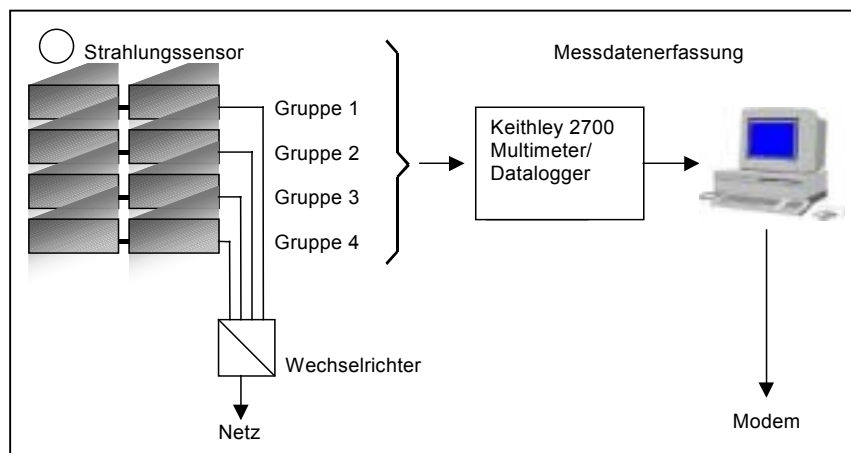 Strahlungssensor
Messdatenerfassung
Gruppe 1
Gruppe 2
Gruppe 3
Gruppe 4
Keithley 2700
Multimeter/
Datalogger
Wechselrichter
Netz
Modem